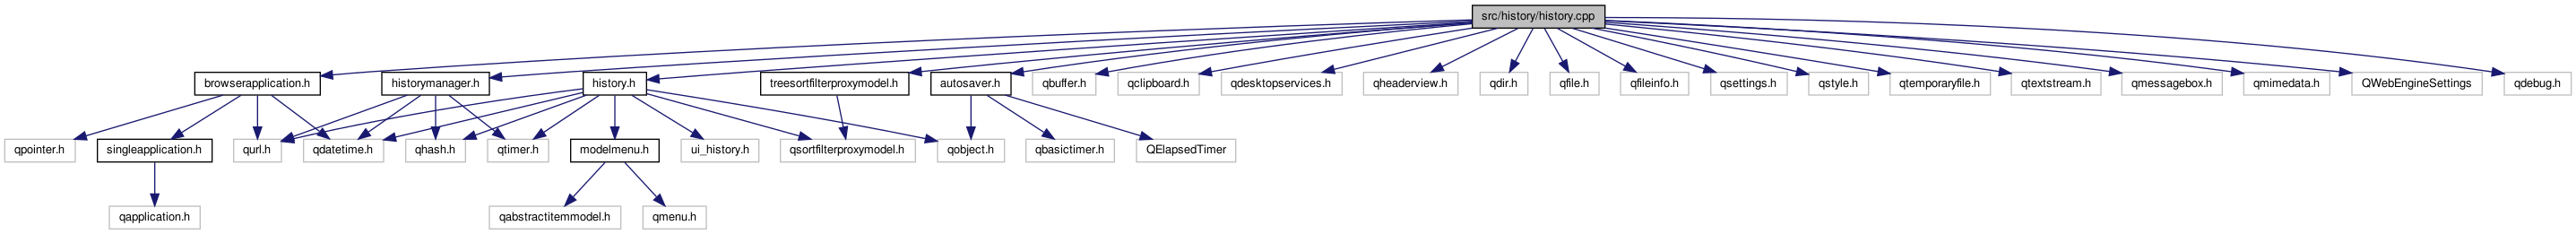 src/history/history.cpp
browserapplication.h
historymanager.h
history.h
treesortfilterproxymodel.h
autosaver.h
qbuffer.h
qclipboard.h
qdesktopservices.h
qheaderview.h
qdir.h
qfile.h
qfileinfo.h
qsettings.h
qstyle.h
qtemporaryfile.h
qtextstream.h
qmessagebox.h
qmimedata.h
QWebEngineSettings
qdebug.h
qpointer.h
singleapplication.h
qurl.h
qdatetime.h
qhash.h
qtimer.h
modelmenu.h
ui_history.h
qsortfilterproxymodel.h
qobject.h
qbasictimer.h
QElapsedTimer
qapplication.h
qabstractitemmodel.h
qmenu.h